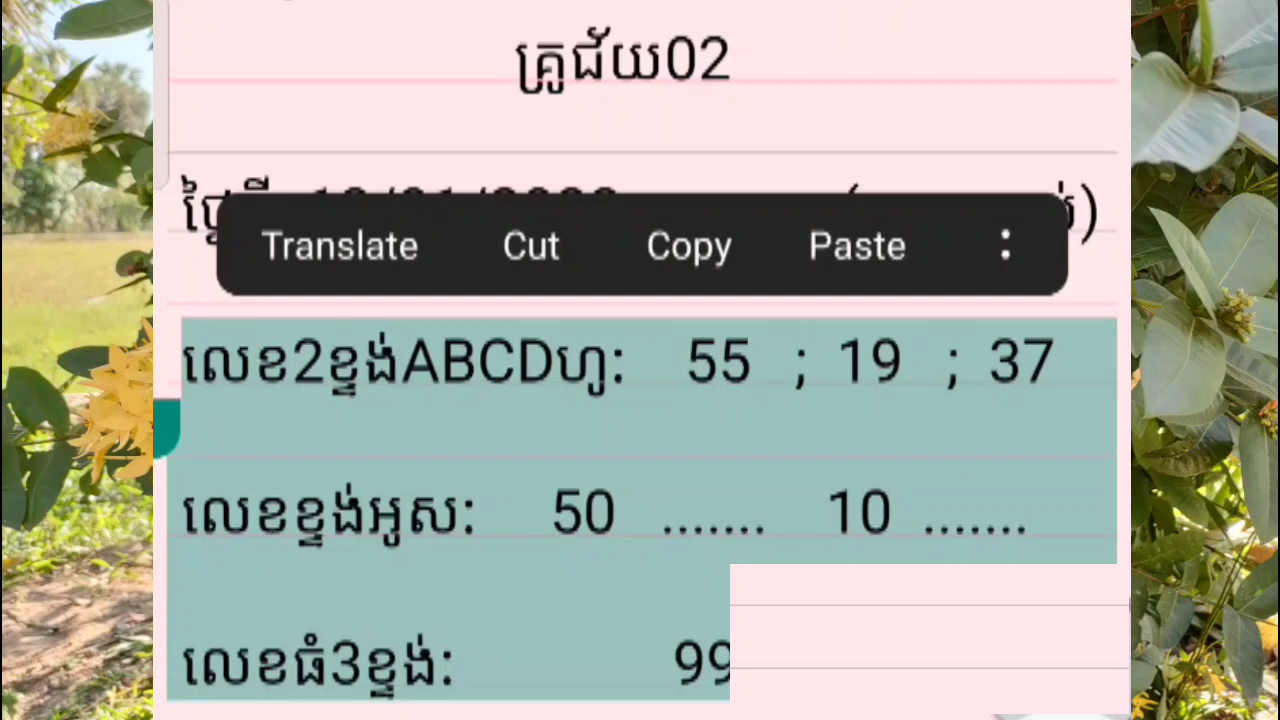 គ្រូជ័យ02
Translate Cut Copy Paste
លេខ2ខ្ទង់ABCDហ្វូ: 55 ; 19 ; 37
លេខខ្ទង់អូស: 50 ....... 10 .......
លេខធំ3ខ្ទង់: 99